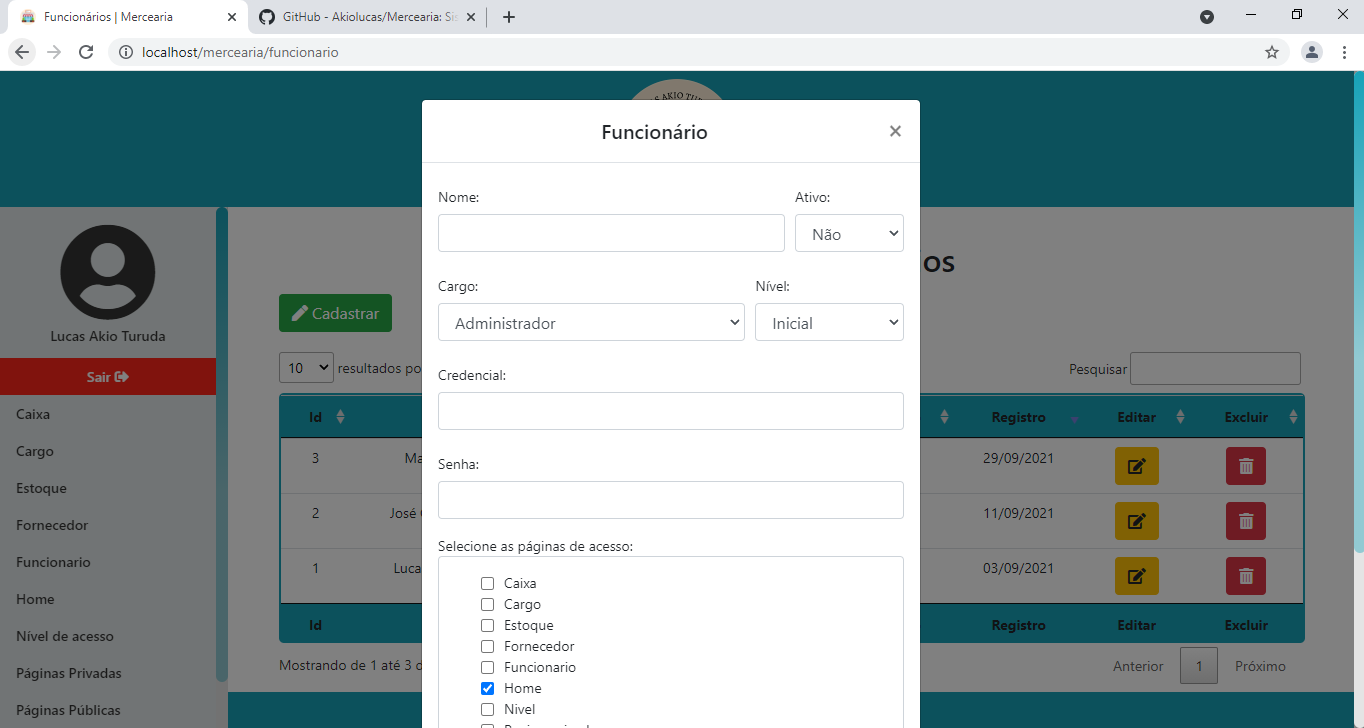 Funcionários | Mercearia
GitHub - Akiolucas/Mercearia: Sis
localhost/mercearia/funcionario
AKIO
Funcionário
×
Nome:
Ativo:
Não
Cargo:
Nível:
Administrador
Inicial
Credencial:
Senha:
Selecione as páginas de acesso:
Caixa
Cargo
Estoque
Fornecedor
Funcionario
Home
Nivel
Lucas Akio Turuda
Sair
Caixa
Cargo
Estoque
Fornecedor
Funcionario
Home
Nível de acesso
Páginas Privadas
Páginas Públicas
os
Cadastrar
10 resultados po
Pesquisar
Id Registro Editar Excluir
3 Ma 29/09/2021
2 José 11/09/2021
1 Luca 03/09/2021
Id Registro Editar Excluir
Mostrando de 1 até 3 d
Anterior 1 Próximo